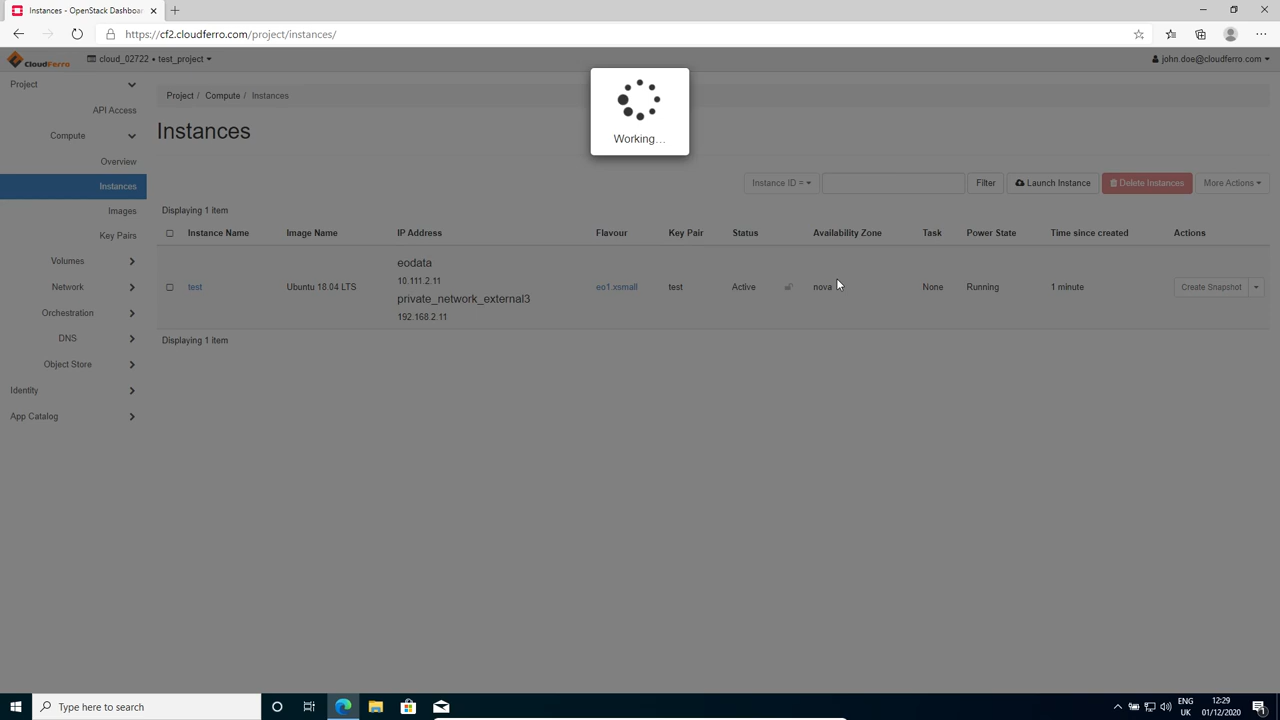 Instances - OpenStack Dashboar
https://cf2.cloudferro.com/project/instances/
CloudFerro
cloud_02722 • test_project
john.doe@cloudferro.com
Project
API Access
Compute
Overview
Instances
Images
Key Pairs
Volumes
Network
Orchestration
DNS
Object Store
Identity
App Catalog
Project / Compute / Instances
Instances
Working...
Instance ID =
Filter
Launch Instance
Delete Instances
More Actions
Displaying 1 item
Instance Name Image Name IP Address Flavour Key Pair Status Availability Zone Task Power State Time since created Actions
eodata
10.111.2.11
test Ubuntu 18.04 LTS eo1.xsmall test Active nova None Running 1 minute Create Snapshot
private_network_external3
192.168.2.11
Displaying 1 item
Type here to search
ENG
UK
12:29
01/12/2020
1